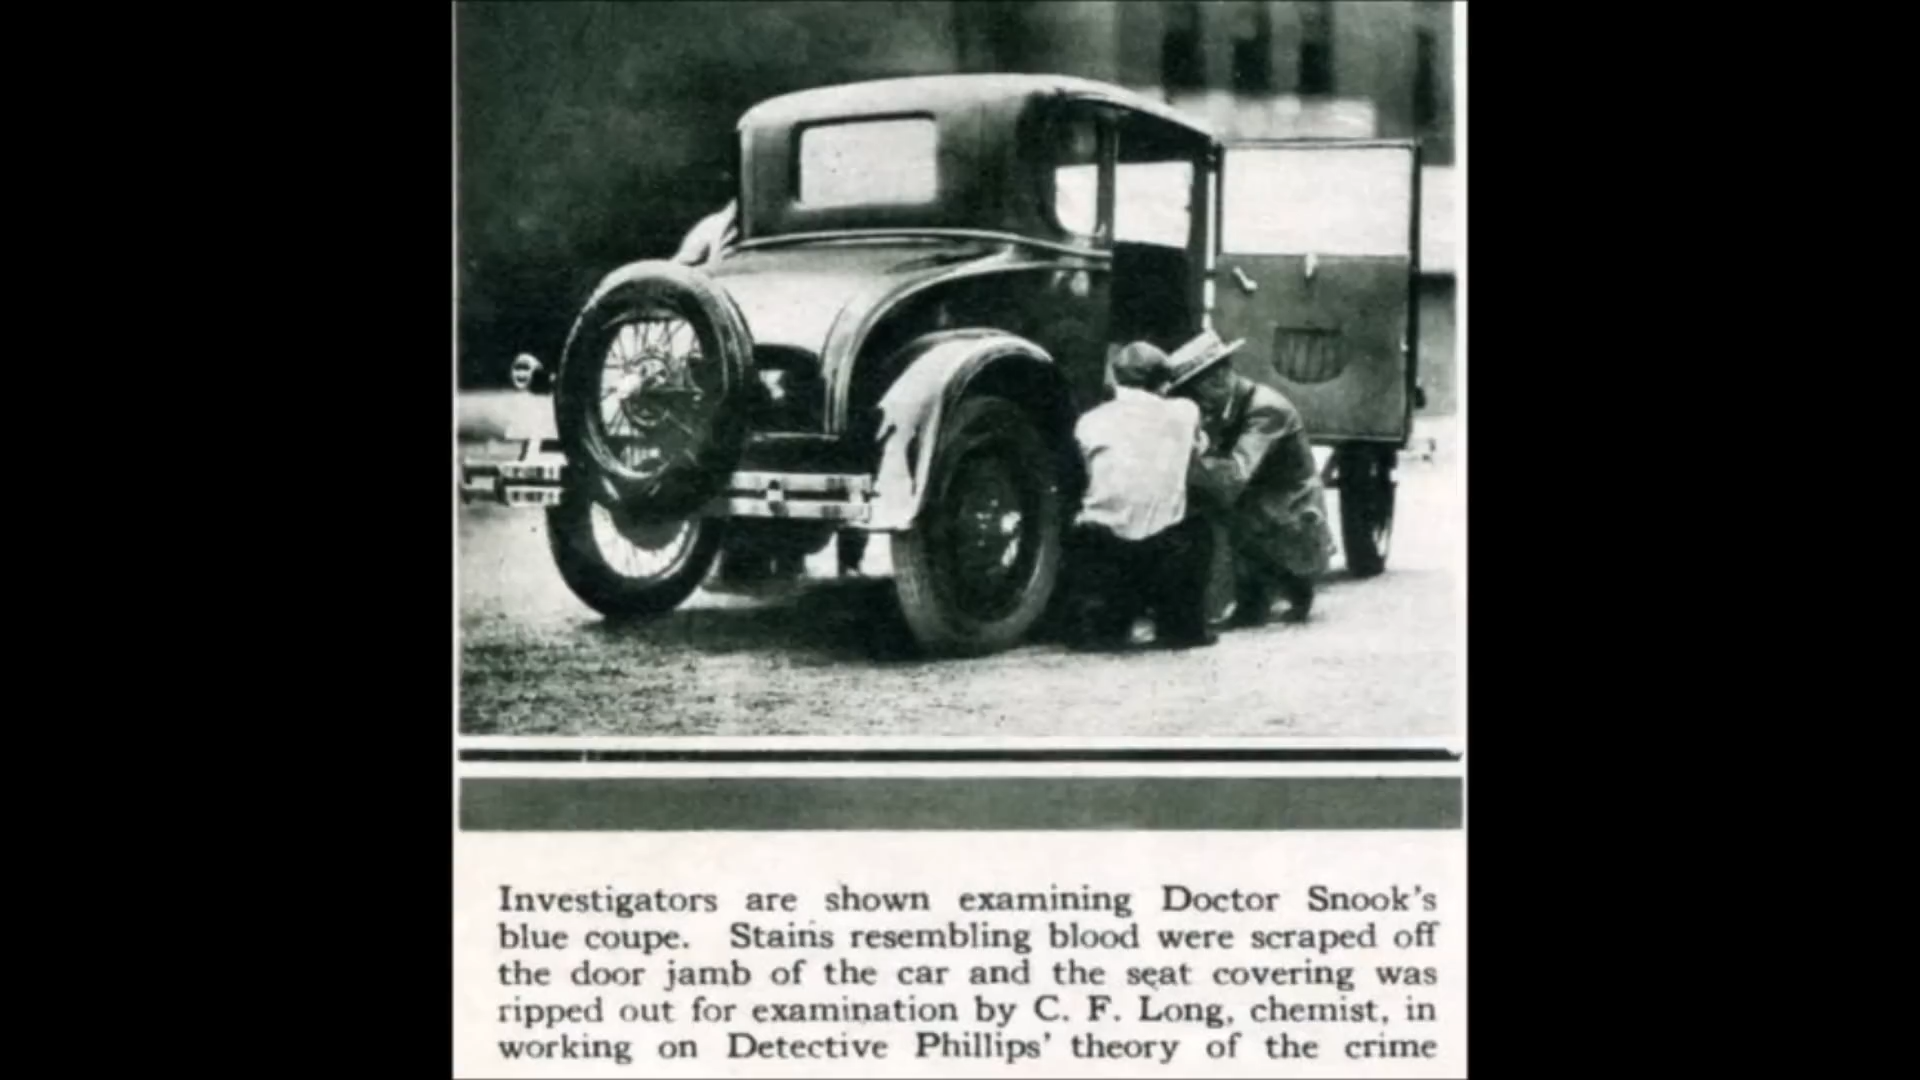 Investigators are shown examining Doctor Snook's
blue coupe. Stains resembling blood were scraped off
the door jamb of the car and the seat covering was
ripped out for examination by C. F. Long, chemist, in
working on Detective Phillips' theory of the crime